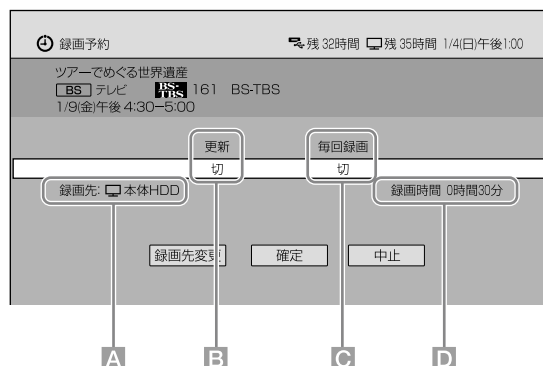 録画予約 残 32時間 残 35時間 1/4(日)午後1:00
ツアーでめぐる世界遺産
BS テレビ BS-TBS 161 BS-TBS
1/9(金)午後 4:30−5:00
更新 毎回録画
切 切
録画先: 本体HDD 録画時間 0時間30分
録画先変更 確定 中止
A B C D